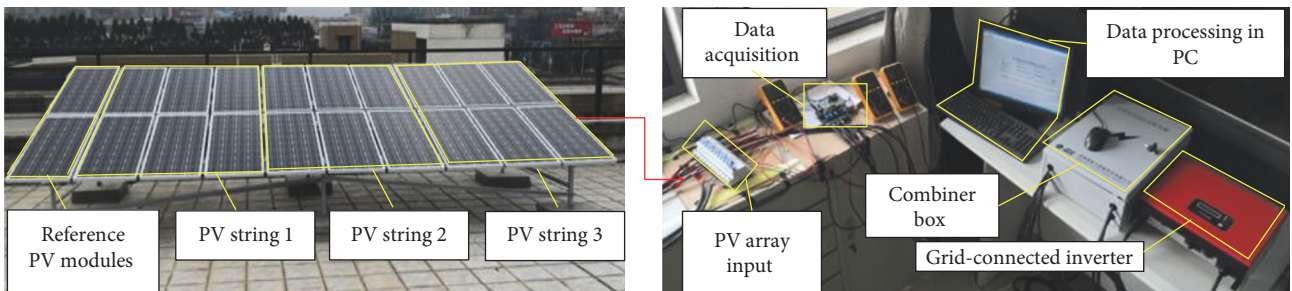 Reference
PV modules
PV string 1
PV string 2
PV string 3
Data
acquisition
Data processing in
PC
Combiner
box
PV array
input
Grid-connected inverter